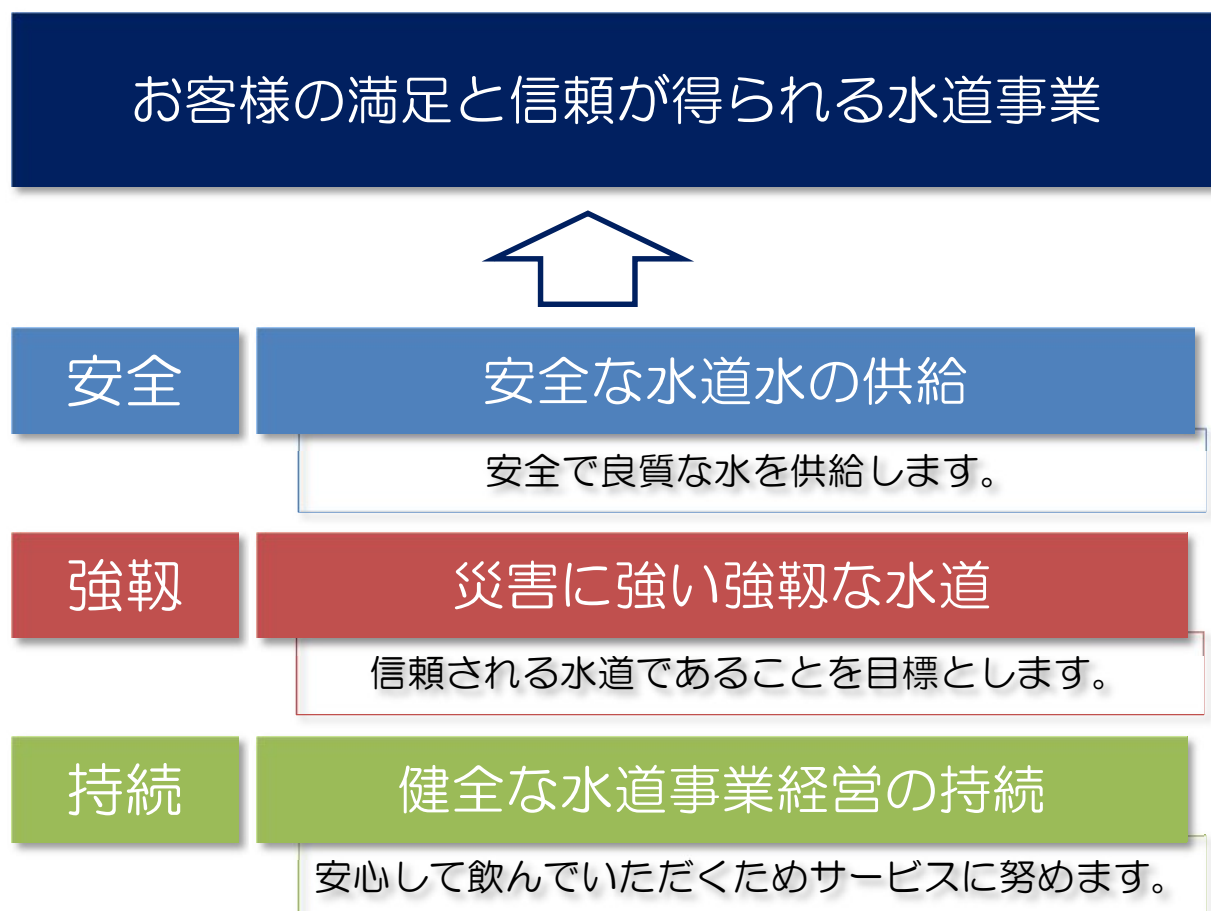 お客様の満足と信頼が得られる水道事業
安全
安全な水道水の供給
安全で良質な水を供給します。
強靱
災害に強い強靱な水道
信頼される水道であることを目標とします。
持続
健全な水道事業経営の持続
安心して飲んでいただくためサービスに努めます。